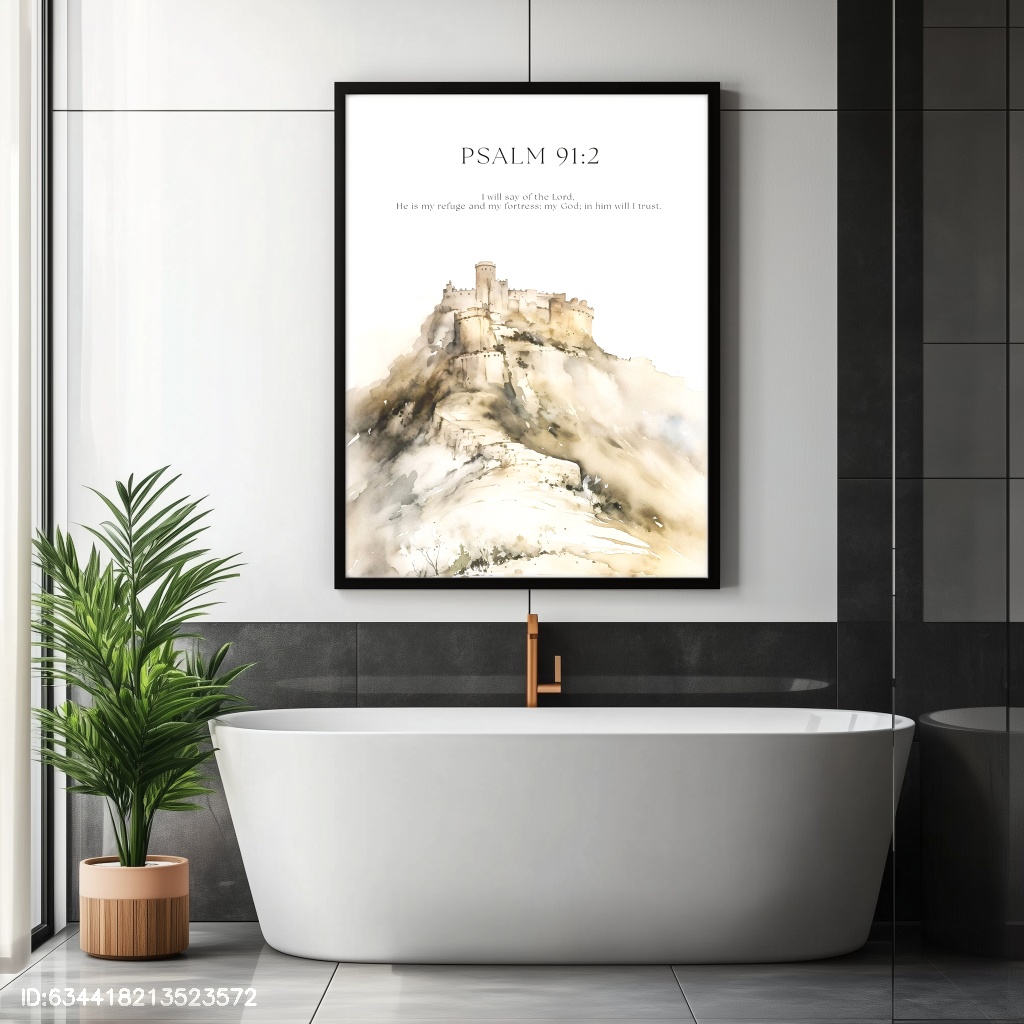 PSALM 91:2
I will say of the Lord,
He is my refuge and my fortress; my God; in him will I trust.
ID:634418213523572